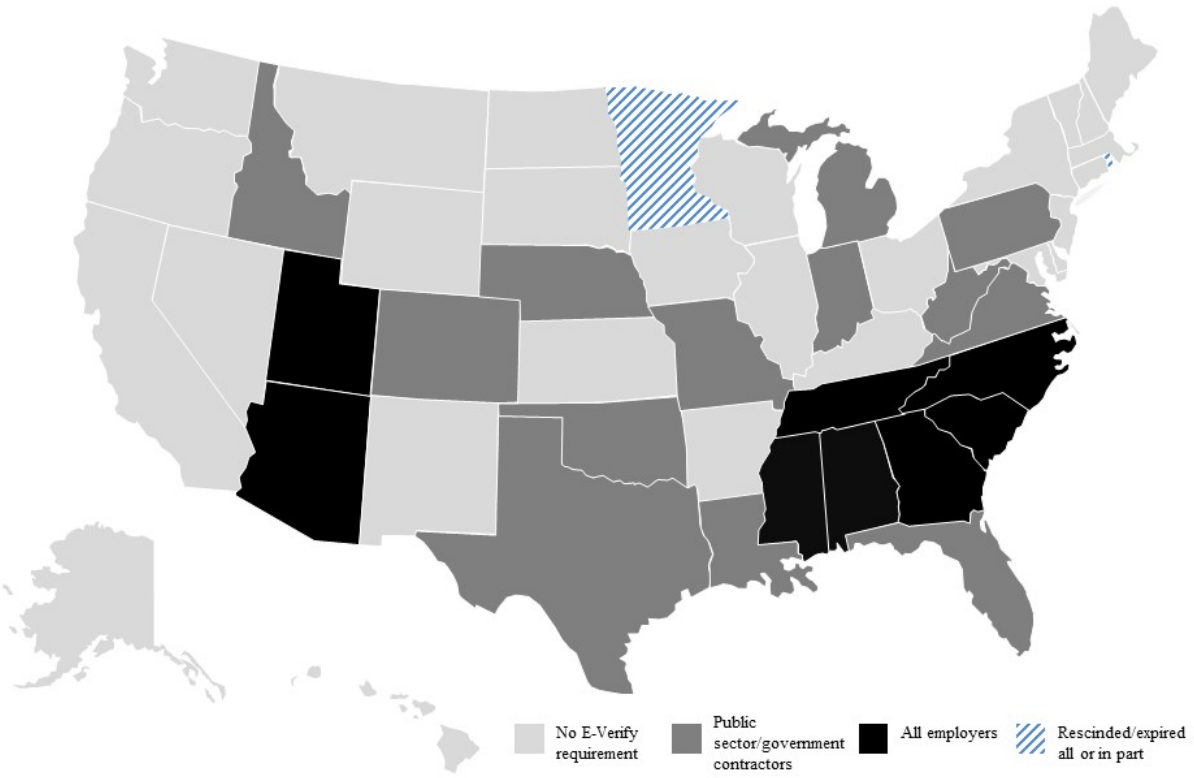 No E-Verify
requirement
Public
sector/government
contractors
All employers
Rescinded/expired
all or in part